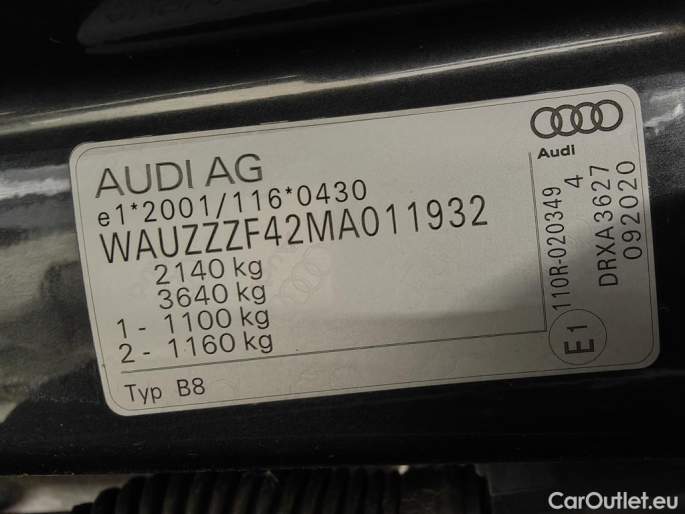 AUDI AG
e1*2001/116*0430
WAUZZZF42MA011932
2140 kg
3640 kg
1 - 1100 kg
2 - 1160 kg
Typ B8
Audi
110R-020349
4
DRXA3627
092020
E1
CarOutlet.eu